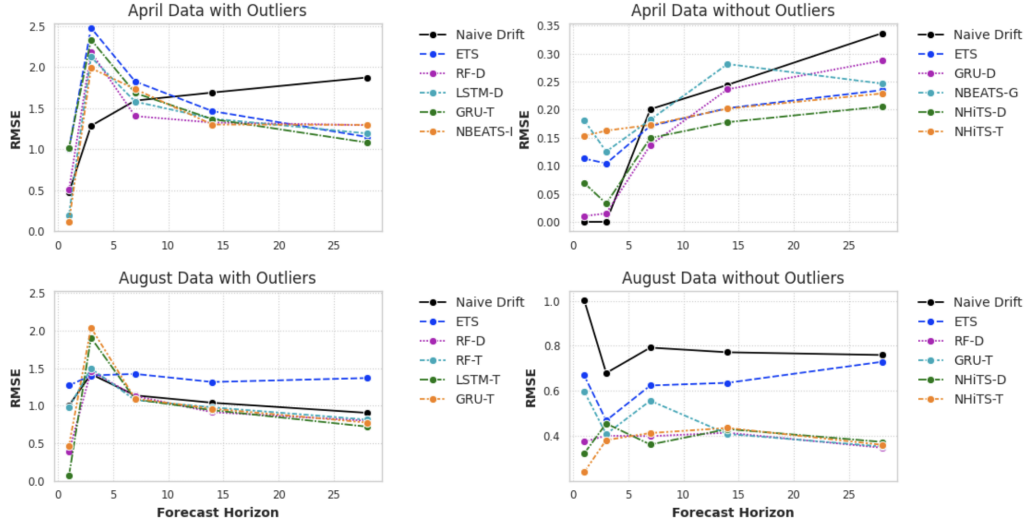 April Data with Outliers
RMSE
2.5
2.0
1.5
1.0
0.5
0.0
0 5 10 15 20 25
Naive Drift
ETS
RF-D
LSTM-D
GRU-T
NBEATS-I
April Data without Outliers
RMSE
0.35
0.30
0.25
0.20
0.15
0.10
0.05
0.00
0 5 10 15 20 25
Naive Drift
ETS
GRU-D
NBEATS-G
NHiTS-D
NHiTS-T
August Data with Outliers
RMSE
2.5
2.0
1.5
1.0
0.5
0.0
0 5 10 15 20 25
Forecast Horizon
Naive Drift
ETS
RF-D
RF-T
LSTM-T
GRU-T
August Data without Outliers
RMSE
1.0
0.8
0.6
0.4
0 5 10 15 20 25
Forecast Horizon
Naive Drift
ETS
RF-D
GRU-T
NHiTS-D
NHiTS-T